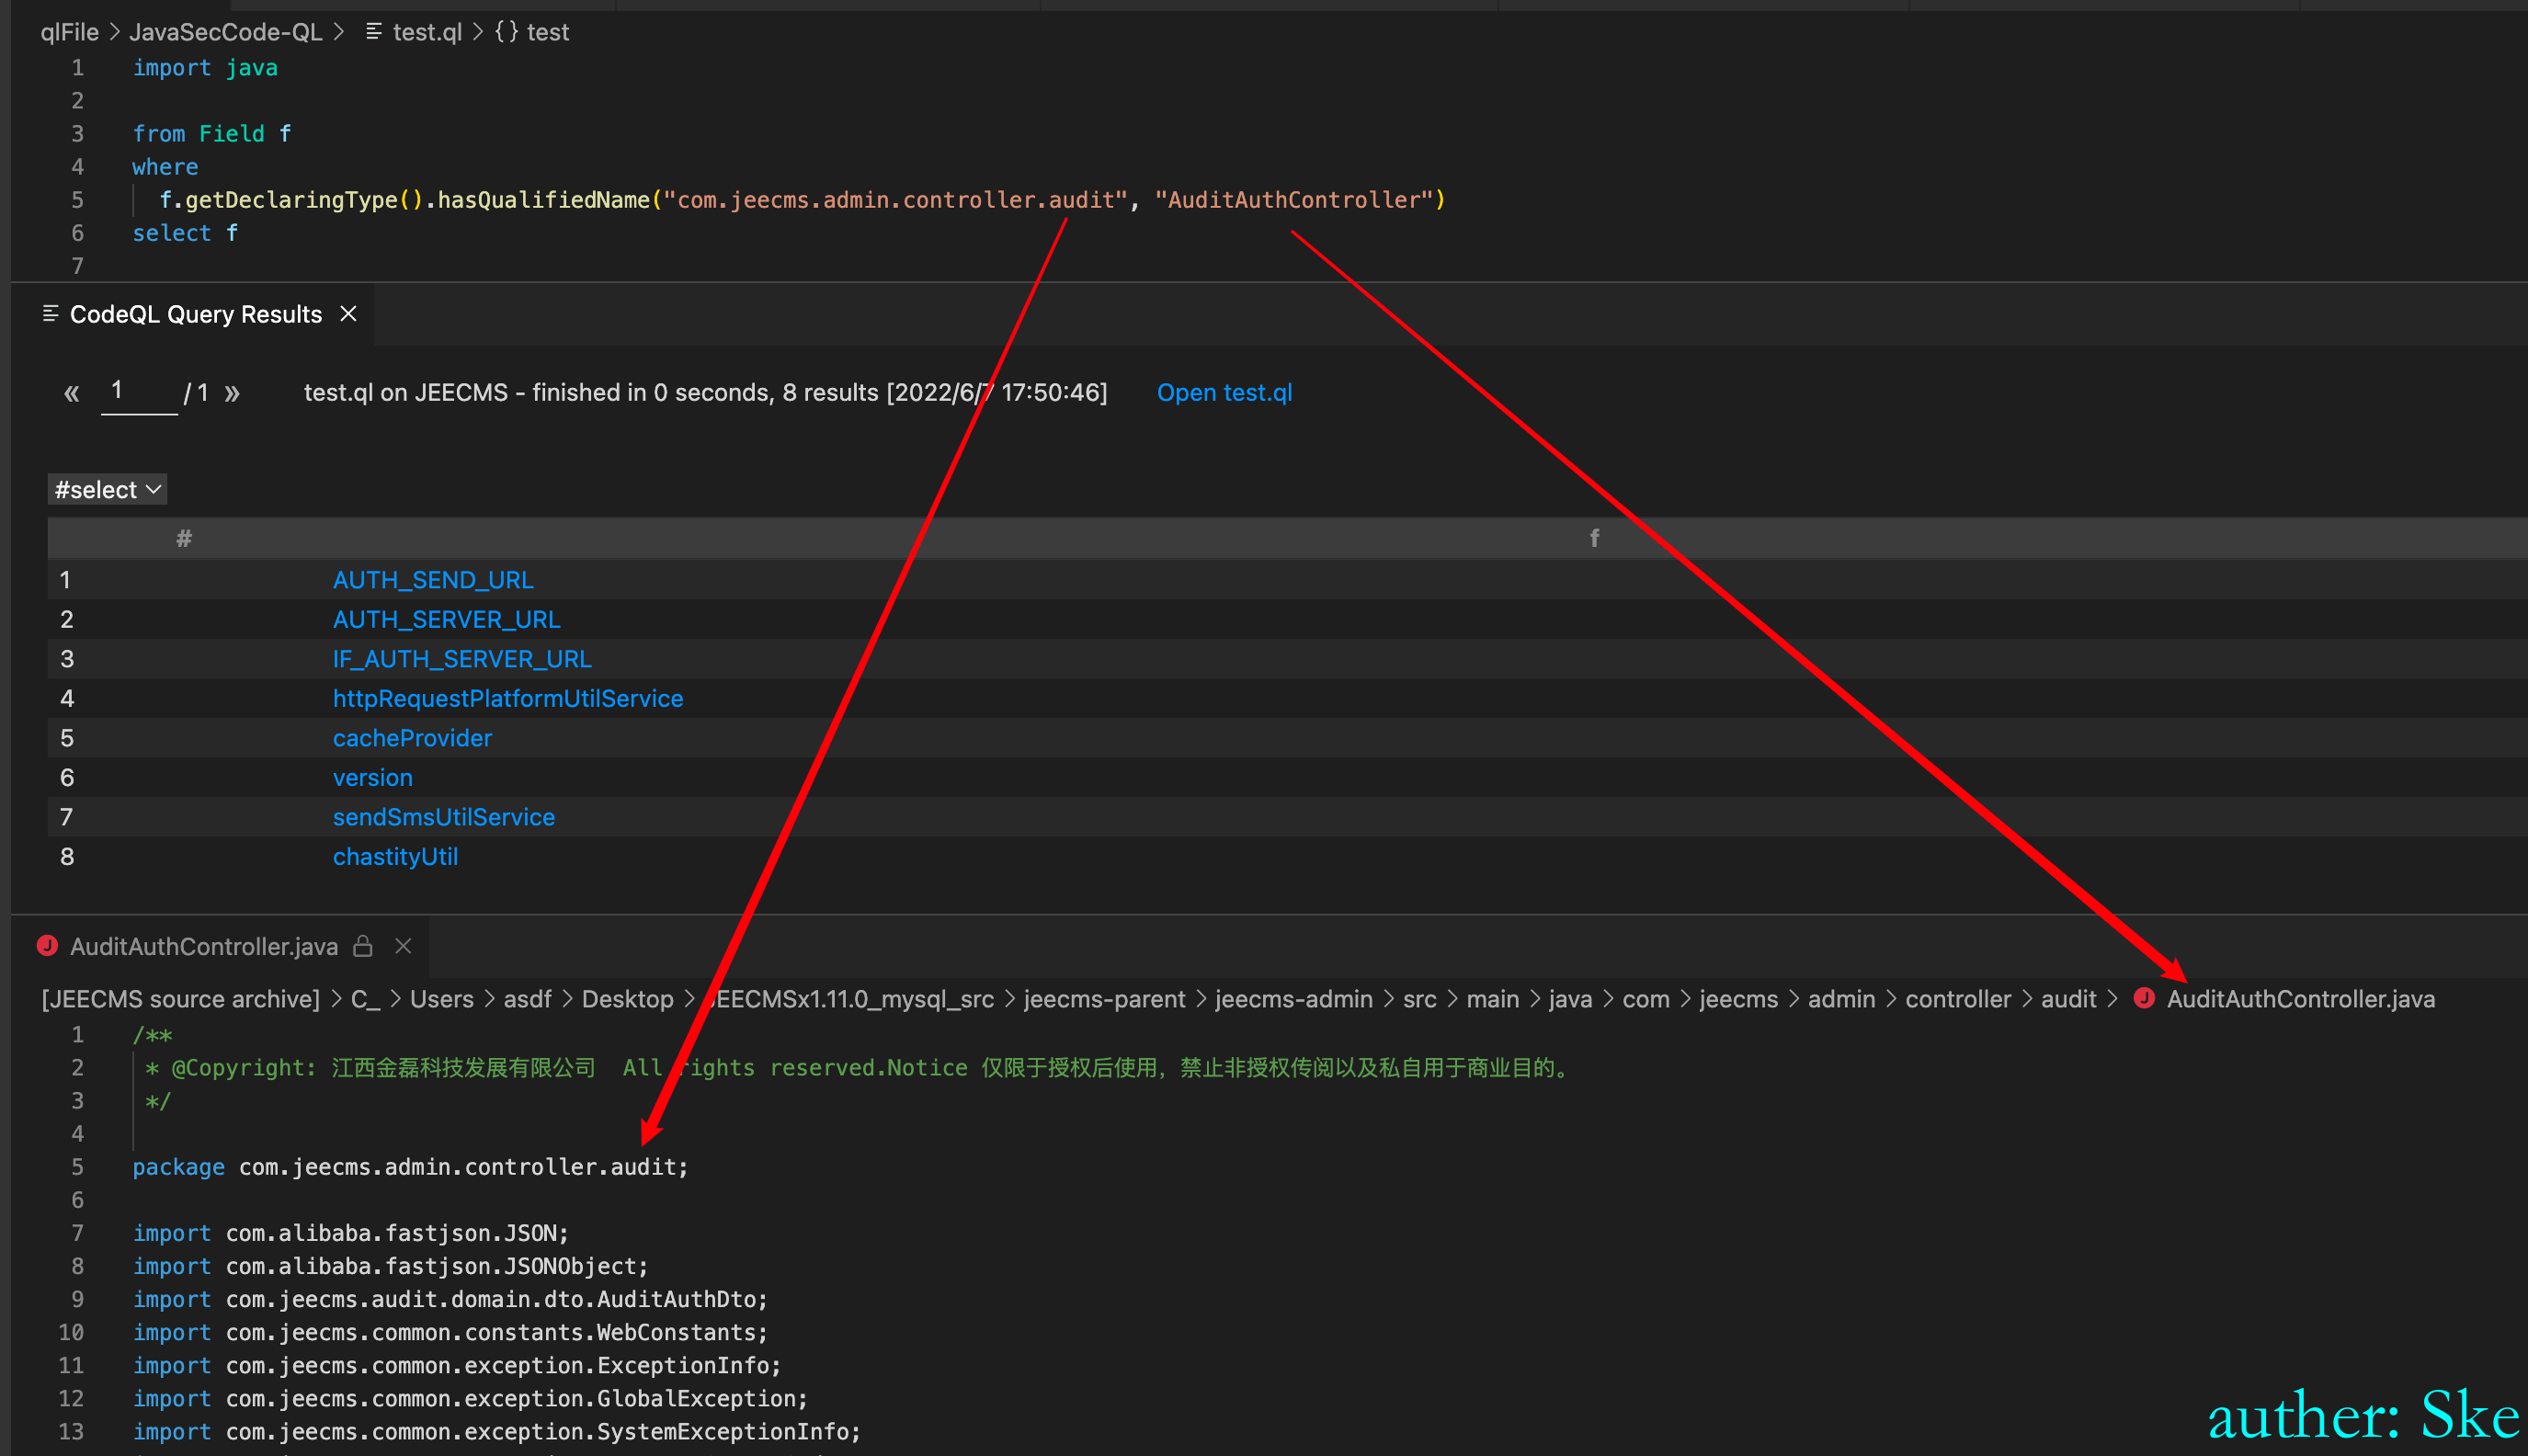 qlFile > JavaSecCode-QL > test.ql > {} test
1 import java
2
3 from Field f
4 where
5 f.getDeclaringType().hasQualifiedName("com.jeecms.admin.controller.audit", "AuditAuthController")
6 select f
7
CodeQL Query Results
« 1 / 1 » test.ql on JEECMS - finished in 0 seconds, 8 results [2022/6/7 17:50:46] Open test.ql
#select
# f
1 AUTH_SEND_URL
2 AUTH_SERVER_URL
3 IF_AUTH_SERVER_URL
4 httpRequestPlatformUtilService
5 cacheProvider
6 version
7 sendSmsUtilService
8 chastityUtil
AuditAuthController.java
[JEECMS source archive] > C_ > Users > asdf > Desktop > JEECMSx1.11.0_mysql_src > jeecms-parent > jeecms-admin > src > main > java > com > jeecms > admin > controller > audit > AuditAuthController.java
1 /**
2 * @Copyright: 江西金磊科技发展有限公司 All rights reserved.Notice 仅限于授权后使用，禁止非授权传阅以及私自用于商业目的。
3 */
4
5 package com.jeecms.admin.controller.audit;
6
7 import com.alibaba.fastjson.JSON;
8 import com.alibaba.fastjson.JSONObject;
9 import com.jeecms.audit.domain.dto.AuditAuthDto;
10 import com.jeecms.common.constants.WebConstants;
11 import com.jeecms.common.exception.ExceptionInfo;
12 import com.jeecms.common.exception.GlobalException;
13 import com.jeecms.common.exception.SystemExceptionInfo;
auther: Ske